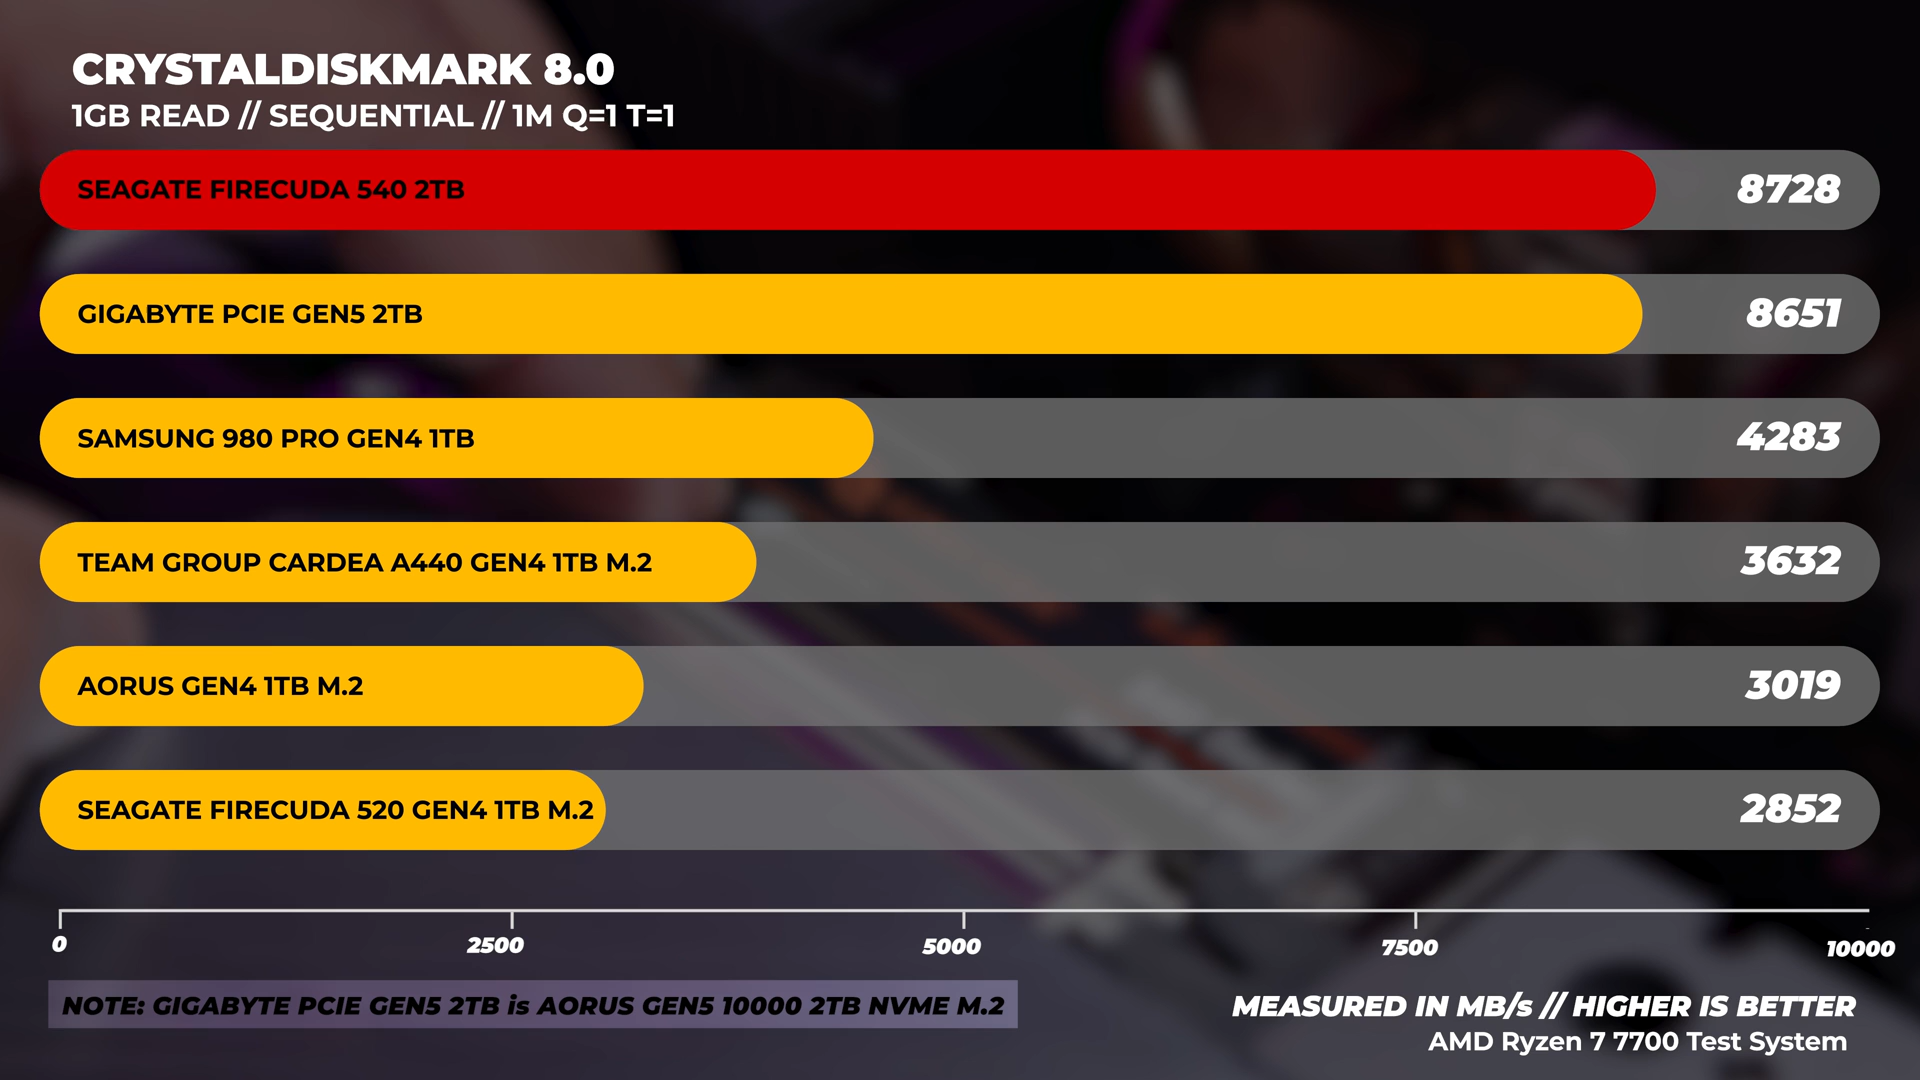 CRYSTALDISKMARK 8.0
1GB READ // SEQUENTIAL // 1M Q=1 T=1
SEAGATE FIRECUDA 540 2TB 8728
GIGABYTE PCIE GEN5 2TB 8651
SAMSUNG 980 PRO GEN4 1TB 4283
TEAM GROUP CARDEA A440 GEN4 1TB M.2 3632
AORUS GEN4 1TB M.2 3019
SEAGATE FIRECUDA 520 GEN4 1TB M.2 2852
0 2500 5000 7500 10000
NOTE: GIGABYTE PCIE GEN5 2TB is AORUS GEN5 10000 2TB NVME M.2
MEASURED IN MB/s // HIGHER IS BETTER
AMD Ryzen 7 7700 Test System